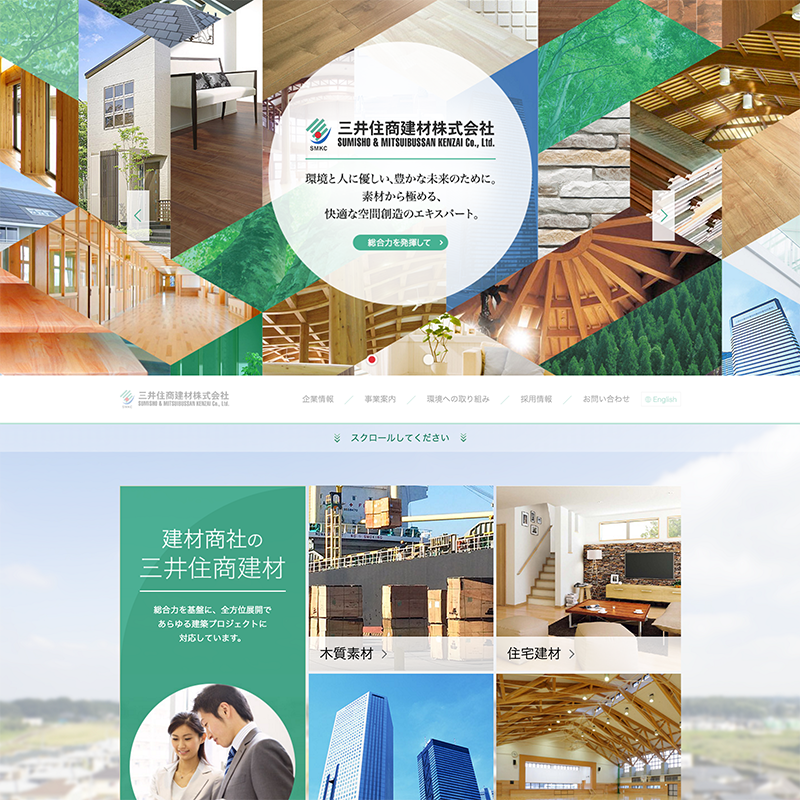 三井住商建材株式会社
SUMISHO & MITSUIBUSSAN KENZAI Co., Ltd.
SMKC
環境と人に優しい、豊かな未来のために。
素材から極める、
快適な空間創造のエキスパート。
総合力を発揮して
三井住商建材株式会社
SUMISHO & MITSUIBUSSAN KENZAI Co., Ltd.
SMKC
企業情報 事業案内 環境への取り組み 採用情報 お問い合わせ English
スクロールしてください
建材商社の
三井住商建材
総合力を基盤に、全方位展開で
あらゆる建築プロジェクトに
対応しています。
木質素材
住宅建材